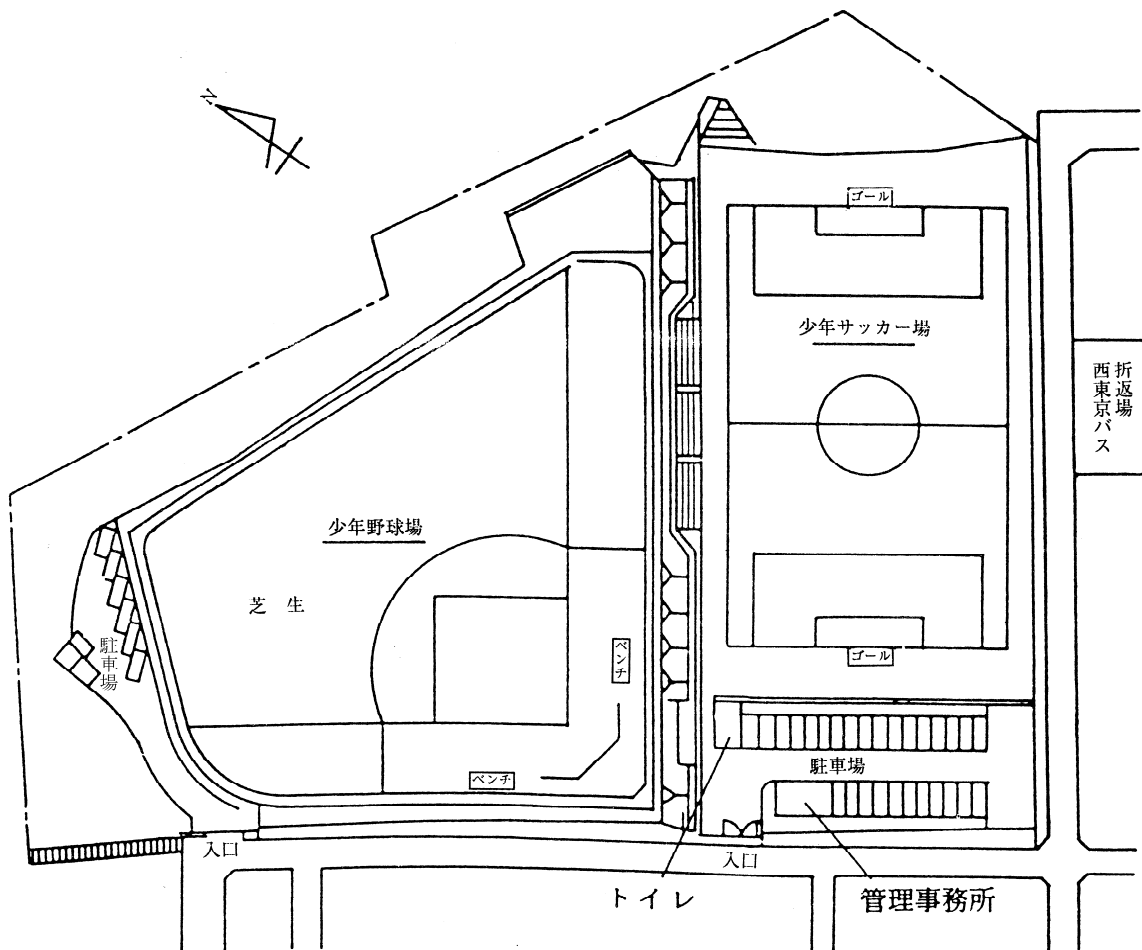 N
ゴール
少年サッカー場
西東京バス
折返場
少年野球場
芝生
ベンチ
駐車場
ゴール
ベンチ
駐車場
入口
入口
トイレ
管理事務所